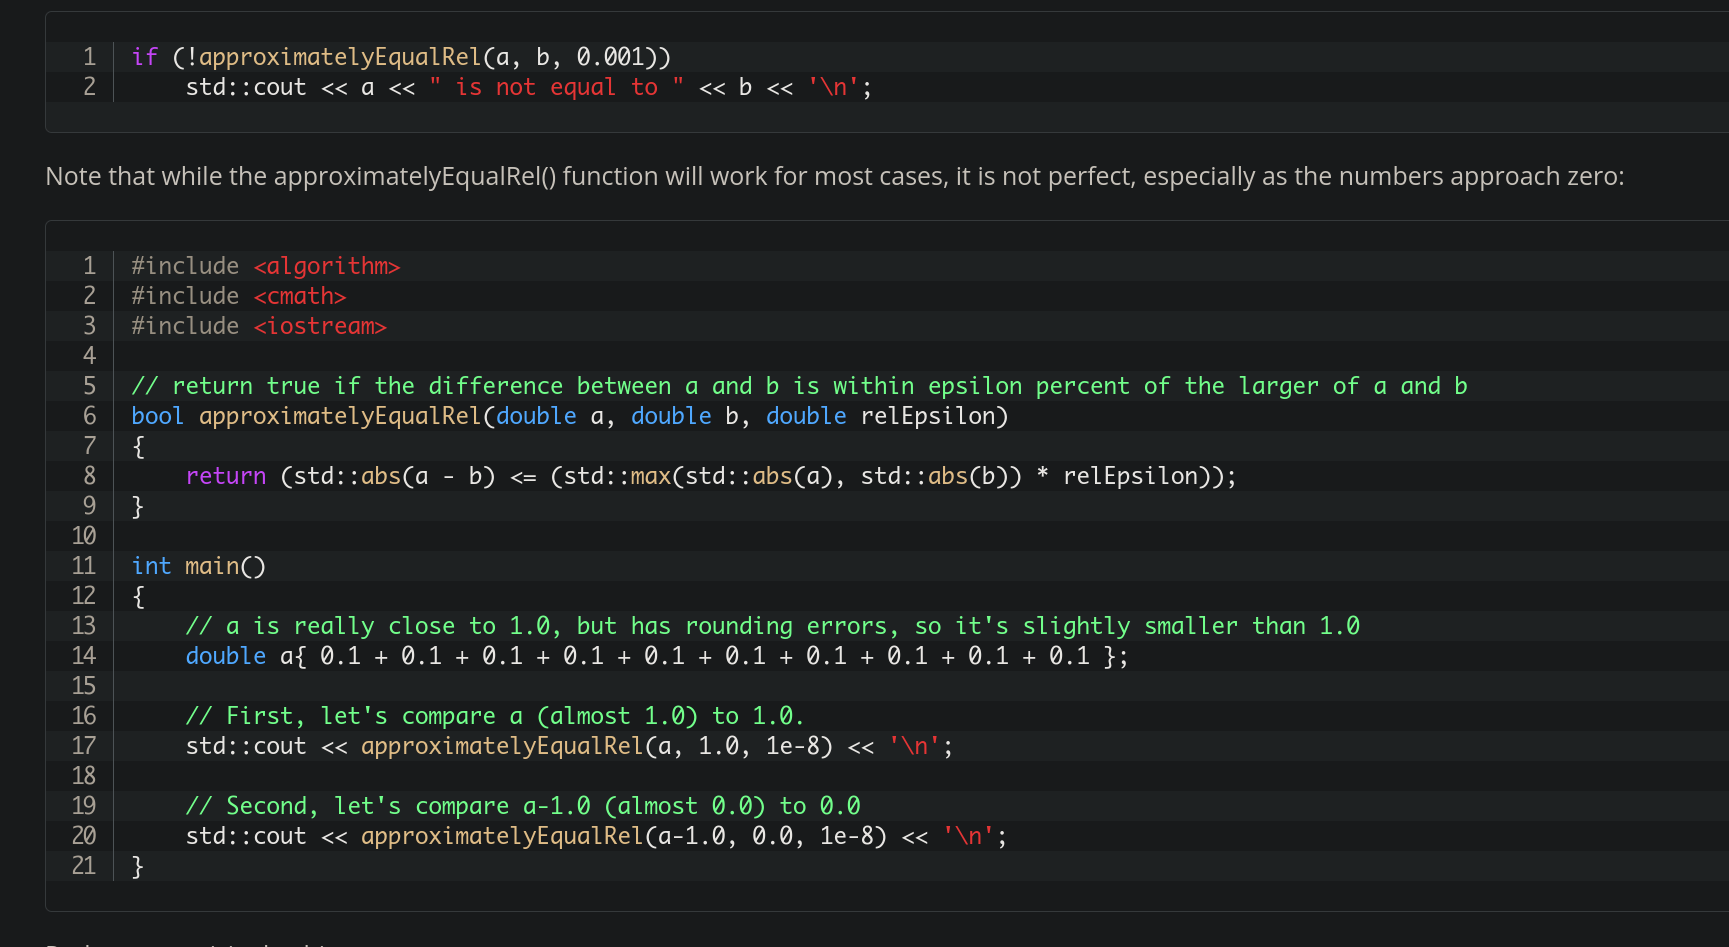 1 if (!approximatelyEqualRel(a, b, 0.001))
2     std::cout << a << " is not equal to " << b << '\n';
Note that while the approximatelyEqualRel() function will work for most cases, it is not perfect, especially as the numbers approach zero:
1 #include <algorithm>
2 #include <cmath>
3 #include <iostream>
4
5 // return true if the difference between a and b is within epsilon percent of the larger of a and b
6 bool approximatelyEqualRel(double a, double b, double relEpsilon)
7 {
8     return (std::abs(a - b) <= (std::max(std::abs(a), std::abs(b)) * relEpsilon));
9 }
10
11 int main()
12 {
13     // a is really close to 1.0, but has rounding errors, so it's slightly smaller than 1.0
14     double a{ 0.1 + 0.1 + 0.1 + 0.1 + 0.1 + 0.1 + 0.1 + 0.1 + 0.1 + 0.1 };
15
16     // First, let's compare a (almost 1.0) to 1.0.
17     std::cout << approximatelyEqualRel(a, 1.0, 1e-8) << '\n';
18
19     // Second, let's compare a-1.0 (almost 0.0) to 0.0
20     std::cout << approximatelyEqualRel(a-1.0, 0.0, 1e-8) << '\n';
21 }